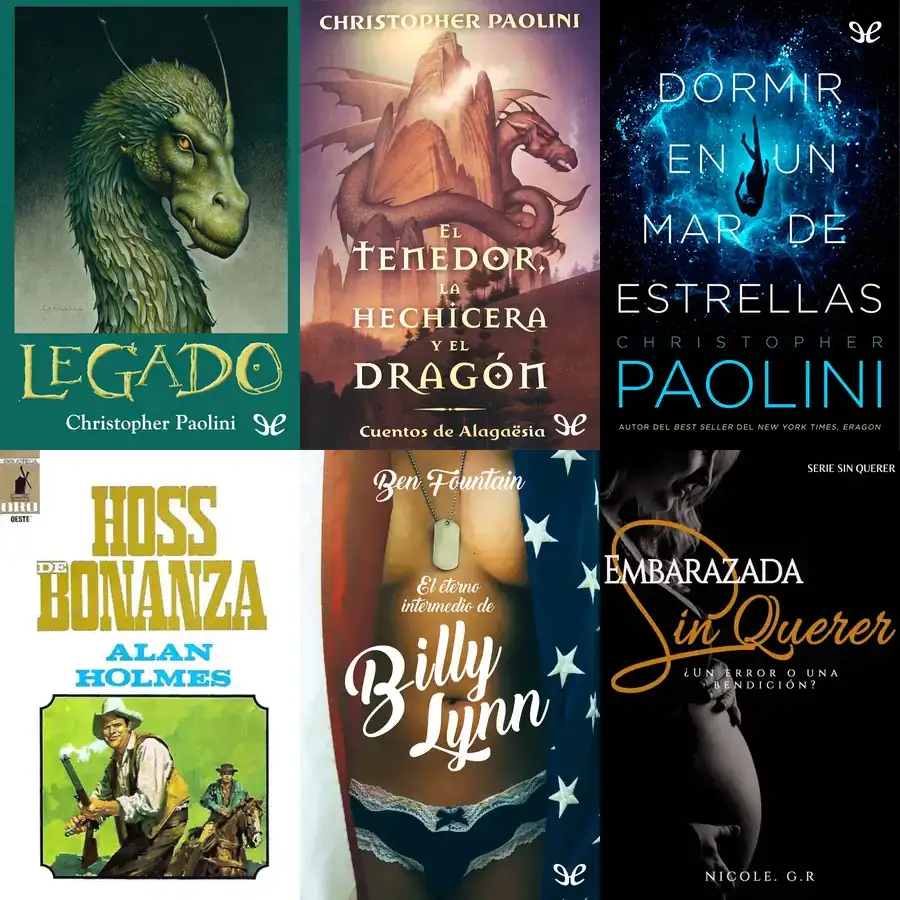 LEGADO
Christopher Paolini
CHRISTOPHER PAOLINI
EL
TENEDOR,
LA
HECHICERA
Y EL
DRAGÓN
Cuentos de Alagaësia
DORMIR
EN UN
MAR DE
ESTRELLAS
CHRISTOPHER
PAOLINI
AUTOR DEL BEST SELLER DEL NEW YORK TIMES, ERAGON
BIBLIOTECA
ORO
OESTE
HOSS
DE
BONANZA
ALAN
HOLMES
Ben Fountain
El eterno
intermedio de
Billy
Lynn
SERIE SIN QUERER
EMBARAZADA
Sin Querer
¿UN ERROR O UNA
BENDICIÓN?
NICOLE. G.R